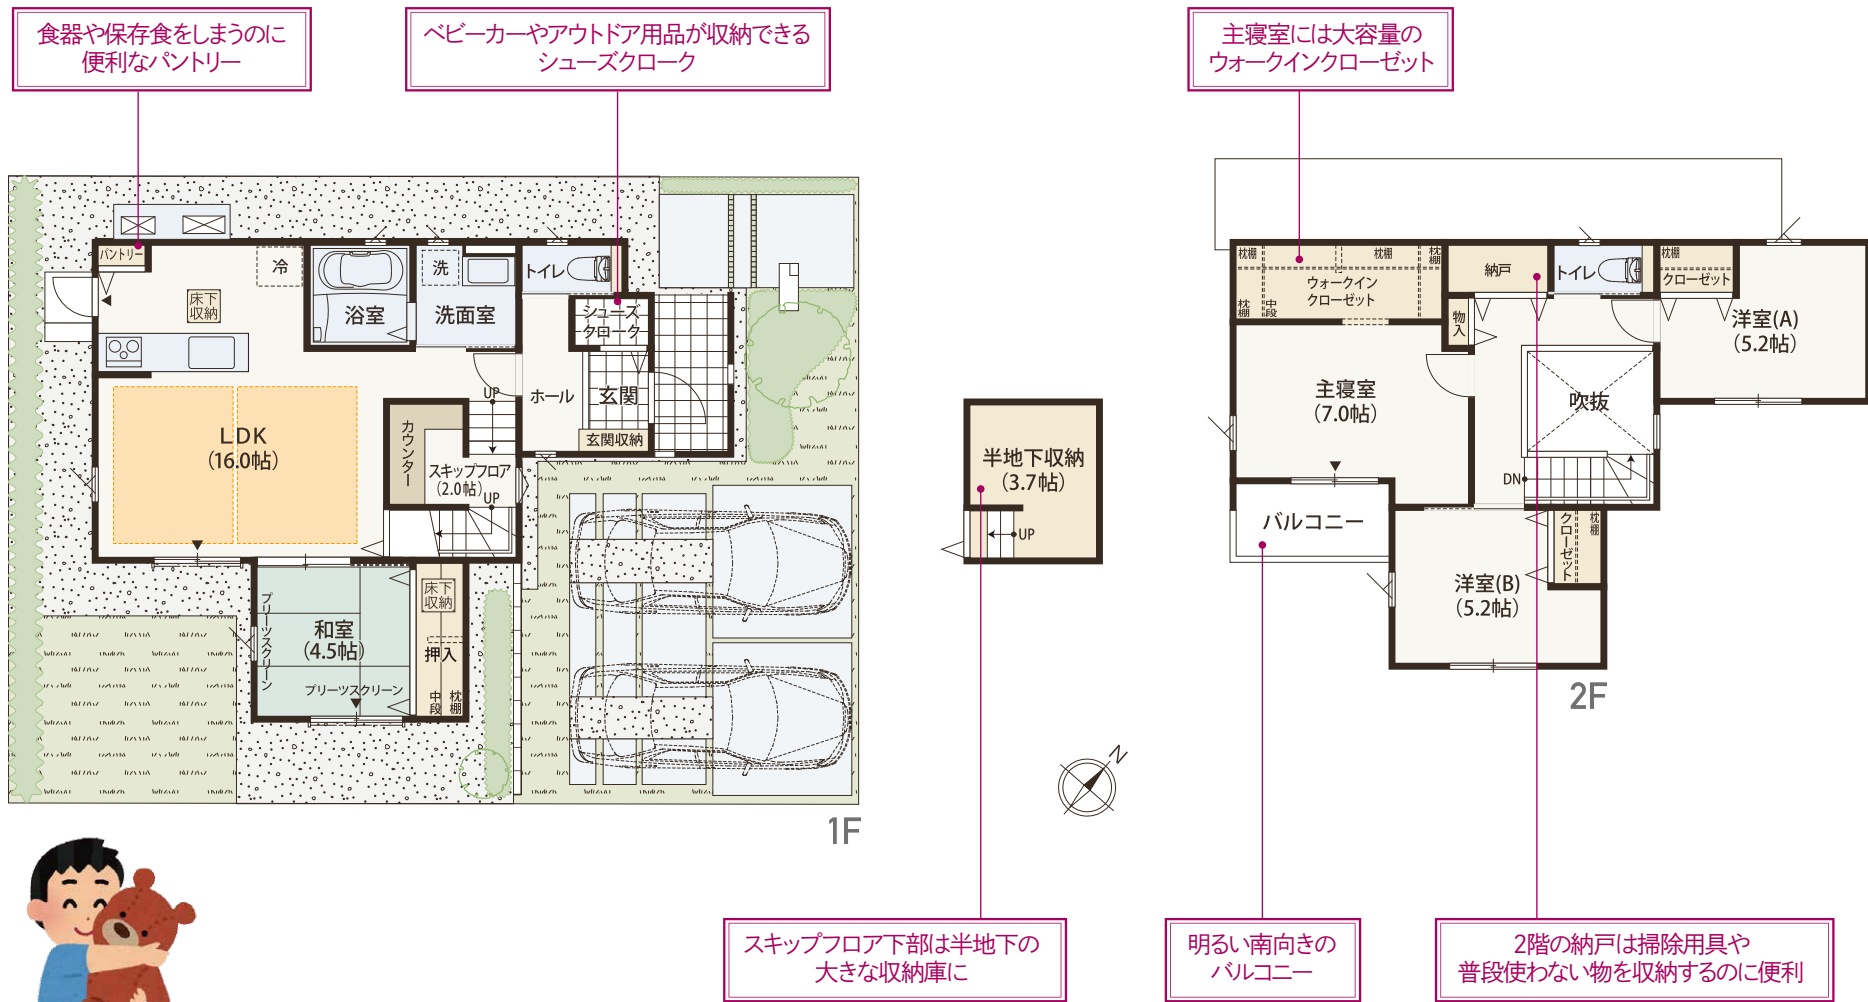 食器や保存食をしまうのに
便利なパントリー
ベビーカーやアウトドア用品が収納できる
シューズクローク
主寝室には大容量の
ウォークインクローゼット
パントリー
冷
床下
収納
浴室
洗
洗面室
トイレ
シューズ
クローク
ホール
玄関
玄関収納
UP
LDK
(16.0帖)
カウンター
スキップフロア
(2.0帖)
UP
プリーツスクリーン
和室
(4.5帖)
プリーツスクリーン
床下
収納
押入
中段
枕棚
1F
半地下収納
(3.7帖)
UP
N
枕棚
枕棚
枕棚
ウォークイン
クローゼット
枕棚
中段
納戸
物入
トイレ
枕棚
クローゼット
洋室(A)
(5.2帖)
主寝室
(7.0帖)
吹抜
DN
バルコニー
クローゼット
枕棚
洋室(B)
(5.2帖)
2F
スキップフロア下部は半地下の
大きな収納庫に
明るい南向きの
バルコニー
2階の納戸は掃除用具や
普段使わない物を収納するのに便利